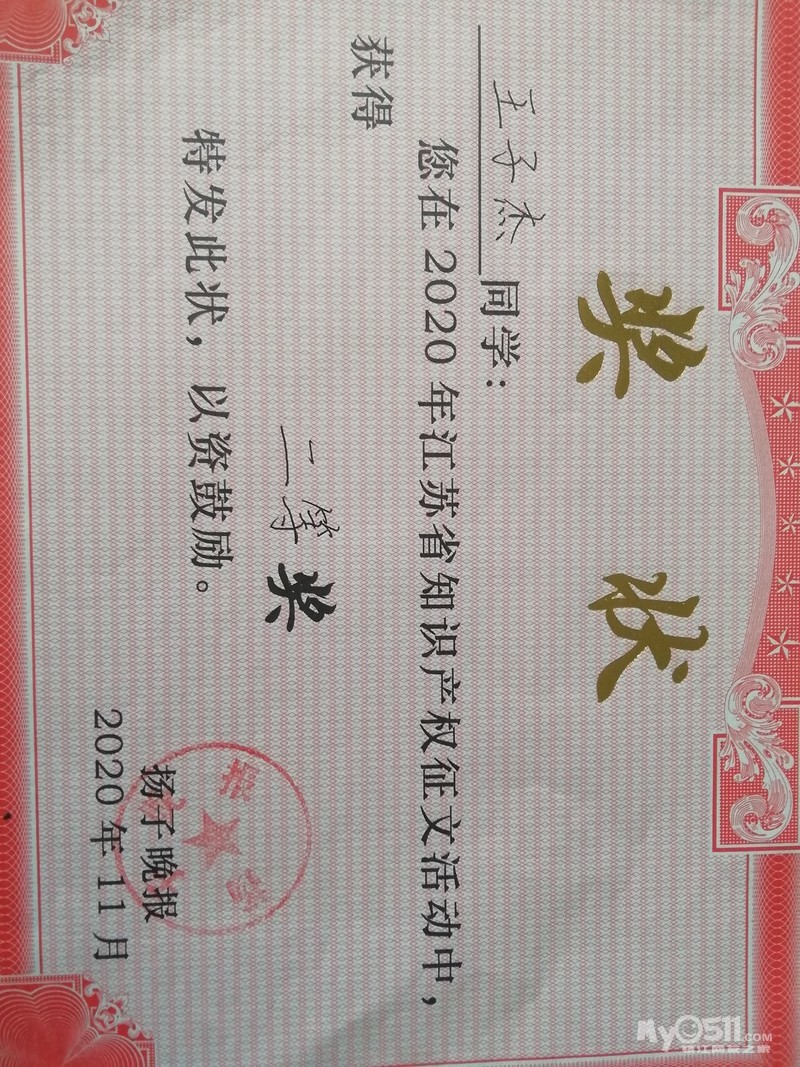 奖状
王子杰同学：
您在2020年江苏省知识产权征文活动中，
获得
二等奖
特发此状，以资鼓励。
扬子晚报
2020年11月
My0511.COM